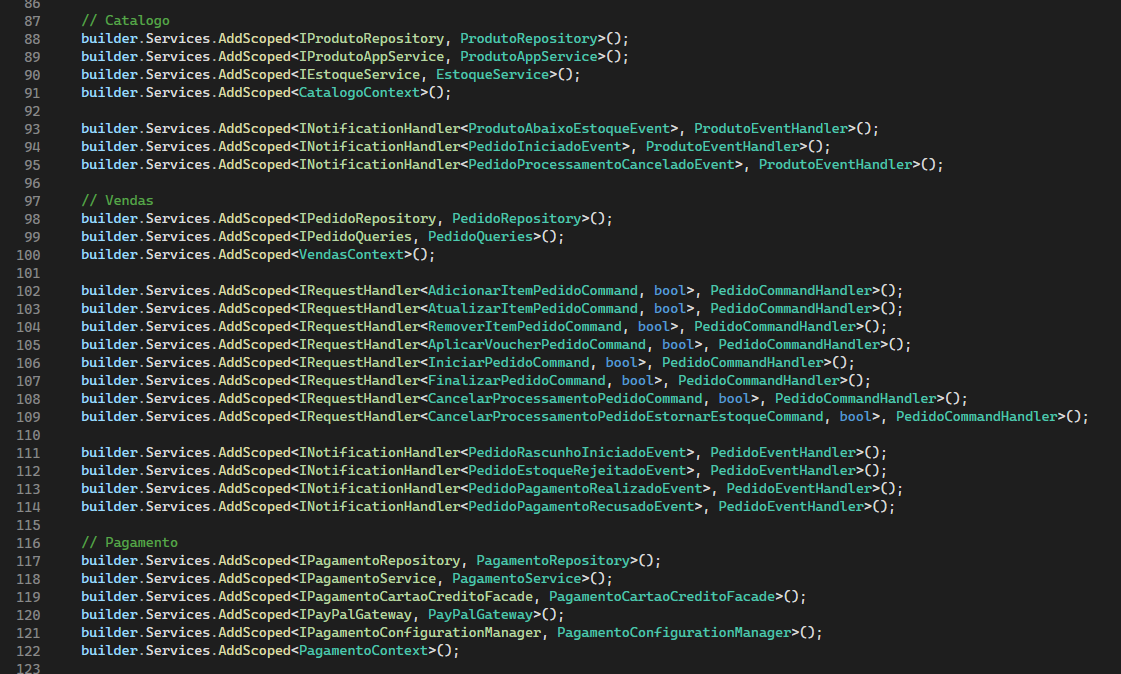 86
87 // Catalogo
88 builder.Services.AddScoped<IProdutoRepository, ProdutoRepository>();
89 builder.Services.AddScoped<IProdutoAppService, ProdutoAppService>();
90 builder.Services.AddScoped<IEstoqueService, EstoqueService>();
91 builder.Services.AddScoped<CatalogoContext>();
92
93 builder.Services.AddScoped<INotificationHandler<ProdutoAbaixoEstoqueEvent>, ProdutoEventHandler>();
94 builder.Services.AddScoped<INotificationHandler<PedidoIniciadoEvent>, ProdutoEventHandler>();
95 builder.Services.AddScoped<INotificationHandler<PedidoProcessamentoCanceladoEvent>, ProdutoEventHandler>();
96
97 // Vendas
98 builder.Services.AddScoped<IPedidoRepository, PedidoRepository>();
99 builder.Services.AddScoped<IPedidoQueries, PedidoQueries>();
100 builder.Services.AddScoped<VendasContext>();
101
102 builder.Services.AddScoped<IRequestHandler<AdicionarItemPedidoCommand, bool>, PedidoCommandHandler>();
103 builder.Services.AddScoped<IRequestHandler<AtualizarItemPedidoCommand, bool>, PedidoCommandHandler>();
104 builder.Services.AddScoped<IRequestHandler<RemoverItemPedidoCommand, bool>, PedidoCommandHandler>();
105 builder.Services.AddScoped<IRequestHandler<AplicarVoucherPedidoCommand, bool>, PedidoCommandHandler>();
106 builder.Services.AddScoped<IRequestHandler<IniciarPedidoCommand, bool>, PedidoCommandHandler>();
107 builder.Services.AddScoped<IRequestHandler<FinalizarPedidoCommand, bool>, PedidoCommandHandler>();
108 builder.Services.AddScoped<IRequestHandler<CancelarProcessamentoPedidoCommand, bool>, PedidoCommandHandler>();
109 builder.Services.AddScoped<IRequestHandler<CancelarProcessamentoPedidoEstornarEstoqueCommand, bool>, PedidoCommandHandler>();
110
111 builder.Services.AddScoped<INotificationHandler<PedidoRascunhoIniciadoEvent>, PedidoEventHandler>();
112 builder.Services.AddScoped<INotificationHandler<PedidoEstoqueRejeitadoEvent>, PedidoEventHandler>();
113 builder.Services.AddScoped<INotificationHandler<PedidoPagamentoRealizadoEvent>, PedidoEventHandler>();
114 builder.Services.AddScoped<INotificationHandler<PedidoPagamentoRecusadoEvent>, PedidoEventHandler>();
115
116 // Pagamento
117 builder.Services.AddScoped<IPagamentoRepository, PagamentoRepository>();
118 builder.Services.AddScoped<IPagamentoService, PagamentoService>();
119 builder.Services.AddScoped<IPagamentoCartaoCreditoFacade, PagamentoCartaoCreditoFacade>();
120 builder.Services.AddScoped<IPayPalGateway, PayPalGateway>();
121 builder.Services.AddScoped<IPagamentoConfigurationManager, PagamentoConfigurationManager>();
122 builder.Services.AddScoped<PagamentoContext>();
123